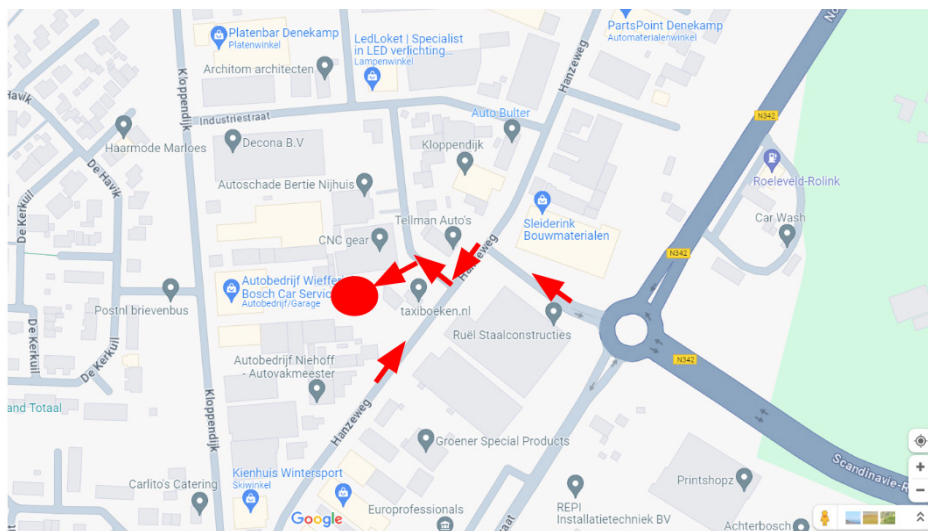 Platenbar Denekamp
Platenwinkel
LedLoket | Specialist
in LED verlichting...
Lampenwinkel
PartsPoint Denekamp
Automaterialenwinkel
Architom architecten
Kloppendijk
Hanzeweg
No
N342
Industriestraat
Auto Bulter
De Havik
Haarmode Marloes
Decona B.V
Kloppendijk
Roeleveld-Rolink
De Kerkuil
De Havik
Autoschade Bertie Nijhuis
Sleiderink
Bouwmaterialen
Car Wash
Tellman Auto's
CNC gear
Hanzeweg
Autobedrijf Wieffer
Bosch Car Servic
Autobedrijf/Garage
taxiboeken.nl
Postnl brievenbus
Ruël Staalconstructies
De Kerkuil
De Kerkuil
N342
Autobedrijf Niehoff
- Autovakmeester
and Totaal
Kloppendijk
Hanzeweg
Groener Special Products
Scandinavie-R
Kienhuis Wintersport
Skiwinkel
Carlito's Catering
Printshopz
Google
Europrofessionals
straat
REPI
Installatietechniek BV
Achterbosch